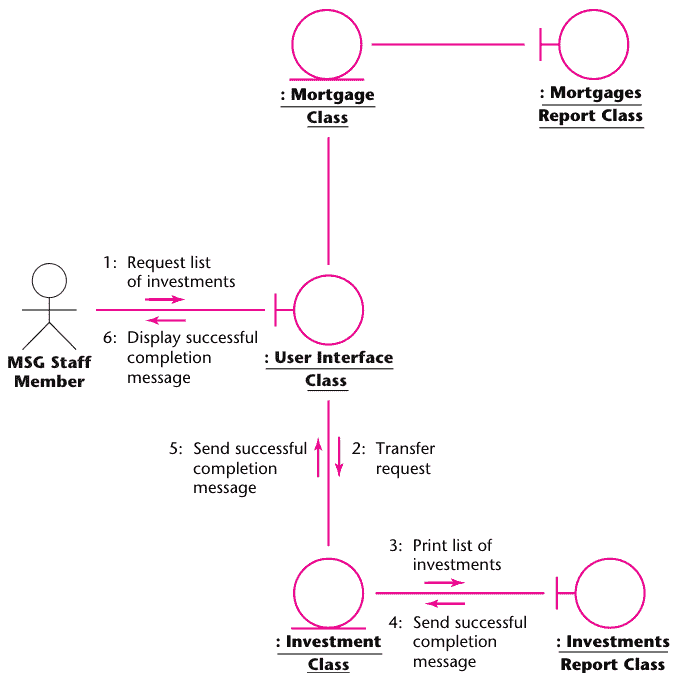 : Mortgage
Class
: Mortgages
Report Class
1: Request list
of investments
6: Display successful
completion
message
MSG Staff
Member
: User Interface
Class
5: Send successful
completion
message
2: Transfer
request
3: Print list of
investments
4: Send successful
completion
message
: Investment
Class
: Investments
Report Class